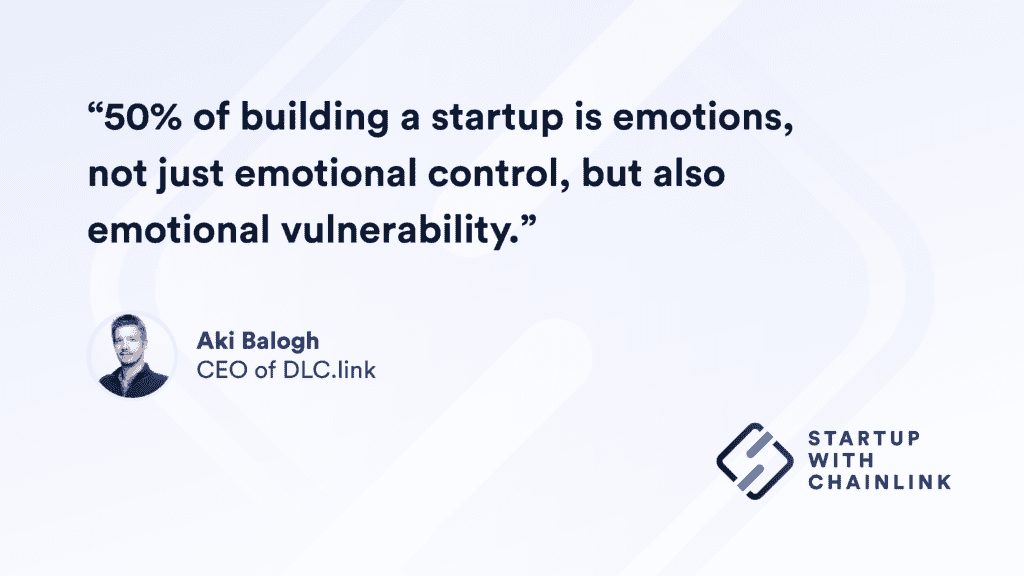 “50% of building a startup is emotions,
not just emotional control, but also
emotional vulnerability.”
Aki Balogh
CEO of DLC.link
STARTUP
WITH
CHAINLINK